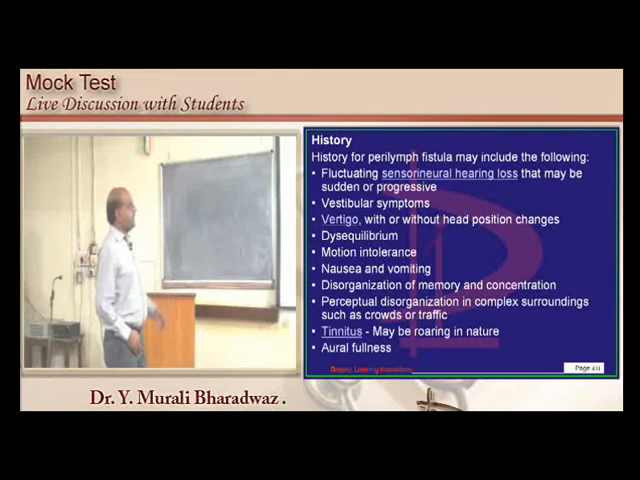 Mock Test
Live Discussion with Students
History
History for perilymph fistula may include the following:
• Fluctuating sensorineural hearing loss that may be
sudden or progressive
• Vestibular symptoms
• Vertigo, with or without head position changes
• Dysequilibrium
• Motion intolerance
• Nausea and vomiting
• Disorganization of memory and concentration
• Perceptual disorganization in complex surroundings
such as crowds or traffic
• Tinnitus - May be roaring in nature
• Aural fullness
Dr. Y. Murali Bharadwaz .